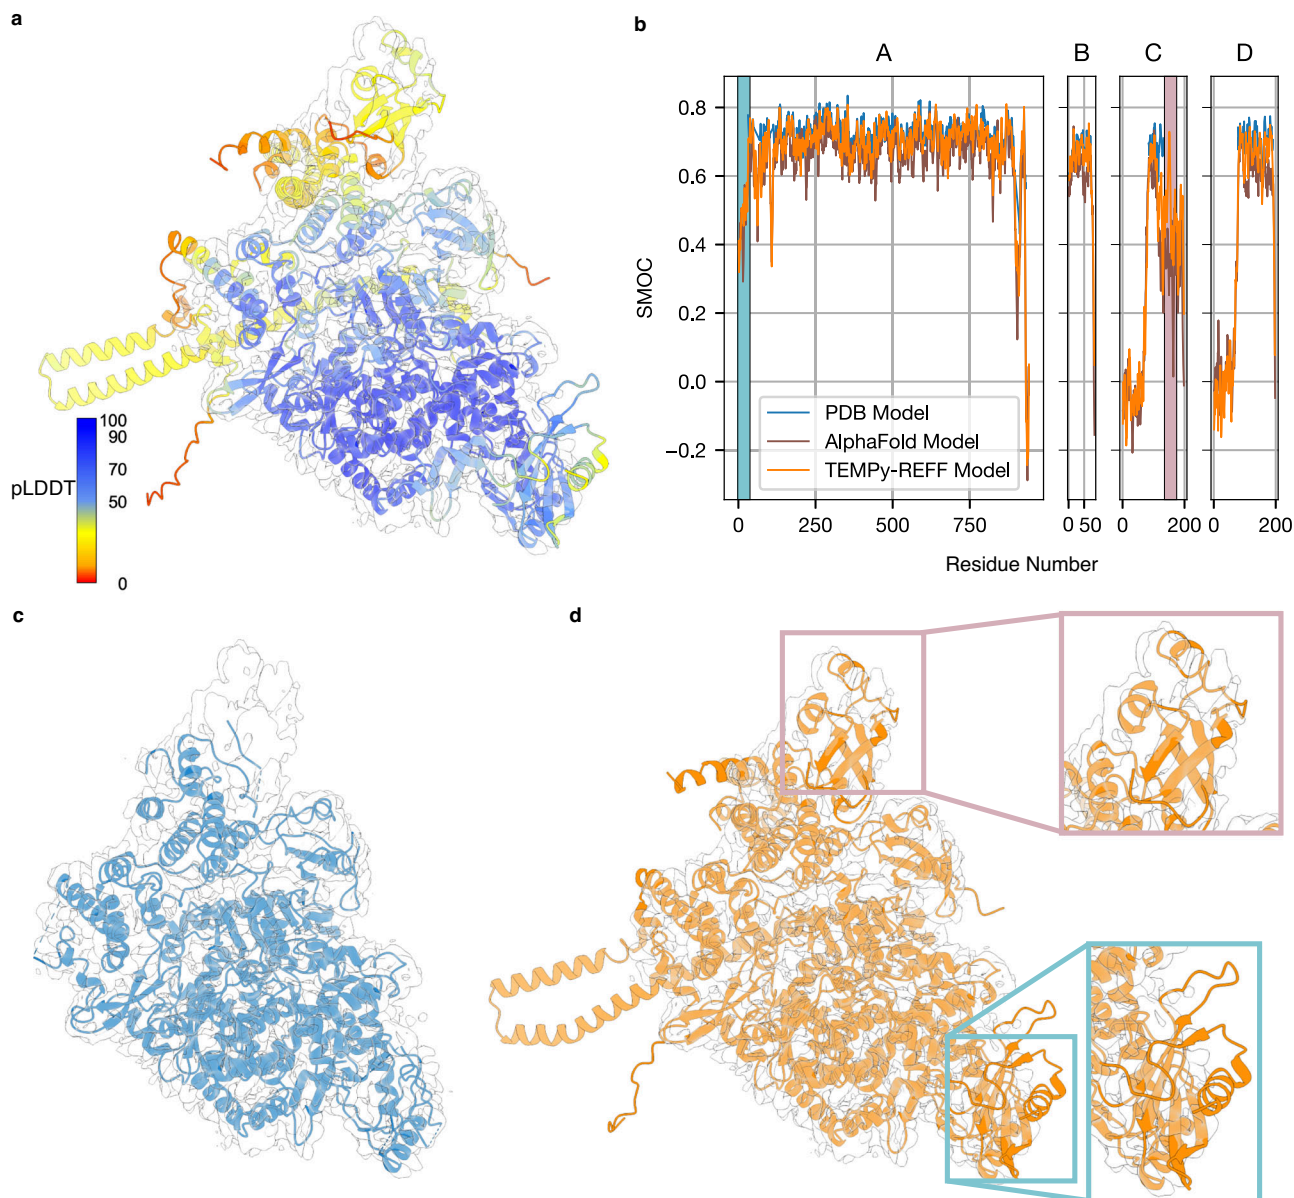 a
pLDDT
100
90
70
50
0
b
A
B
C
D
SMOC
0.8
0.6
0.4
0.2
0.0
−0.2
PDB Model
AlphaFold Model
TEMPy-REFF Model
0 250 500 750
0 50
0 200
0 200
Residue Number
c
d